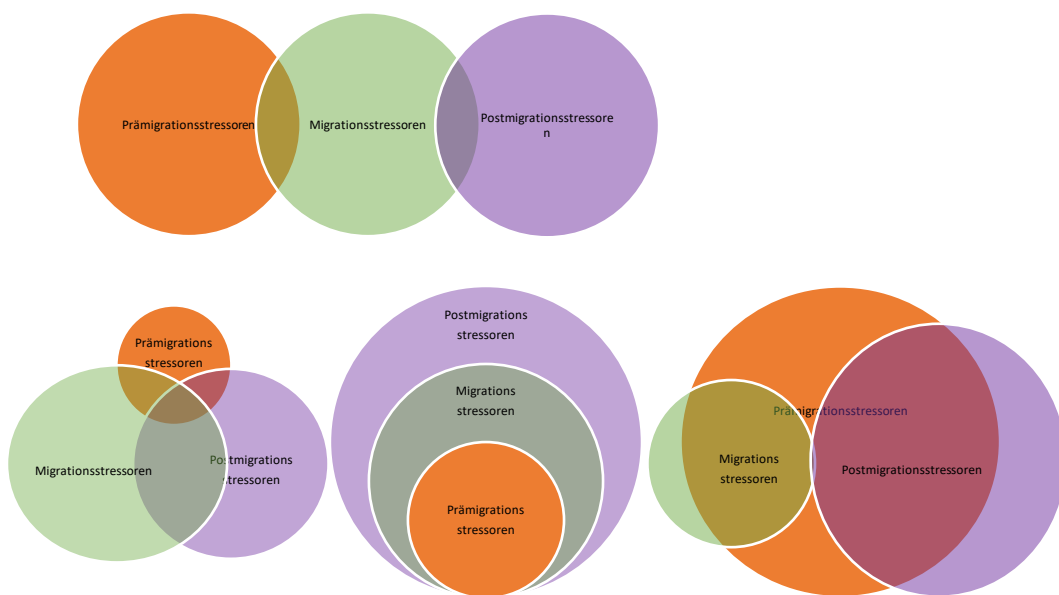 Prämigrationsstressoren
Migrationsstressoren
Postmigrationsstressore
n
Prämigrations
stressoren
Migrationsstressoren
Postmigrations
stressoren
Postmigrations
stressoren
Migrations
stressoren
Prämigrations
stressoren
Prämigrationsstressoren
Migrations
stressoren
Postmigrationsstressoren